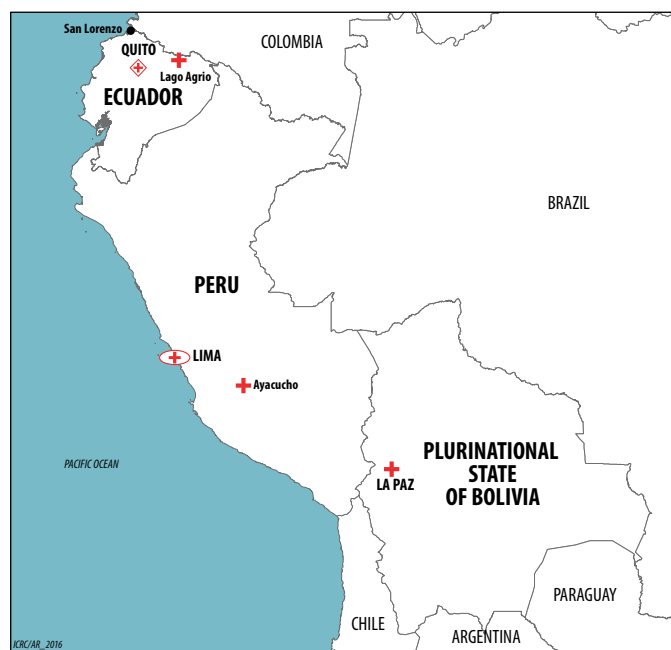 San Lorenzo
COLOMBIA
QUITO
Lago Agrio
ECUADOR
BRAZIL
PERU
LIMA
Ayacucho
PLURINATIONAL
STATE
OF BOLIVIA
PACIFIC OCEAN
LA PAZ
PARAGUAY
CHILE
ARGENTINA
ICRC/AR_2016